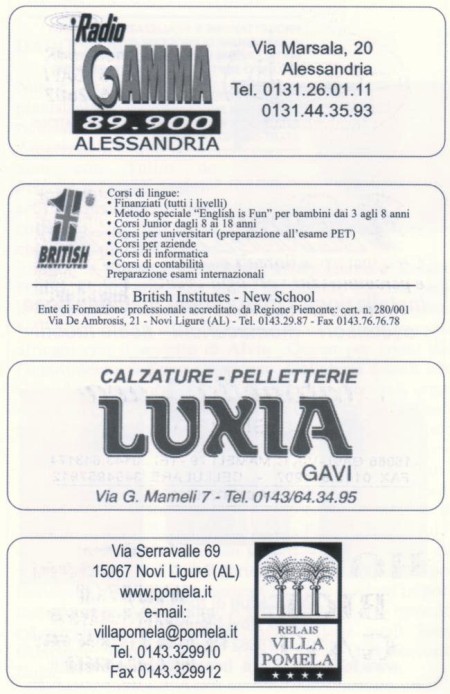 Radio
GAMMA
89.900
ALESSANDRIA
Via Marsala, 20
Alessandria
Tel. 0131.26.01.11
0131.44.35.93
BRITISH
INSTITUTES
Corsi di lingue:
• Finanziati (tutti i livelli)
• Metodo speciale “English is Fun” per bambini dai 3 agli 8 anni
• Corsi Junior dagli 8 ai 18 anni
• Corsi per universitari (preparazione all'esame PET)
• Corsi per aziende
• Corsi di informatica
• Corsi di contabilità
Preparazione esami internazionali
British Institutes - New School
Ente di Formazione professionale accreditato da Regione Piemonte: cert. n. 280/001
Via De Ambrosis, 21 - Novi Ligure (AL) - Tel. 0143.29.87 - Fax 0143.76.76.78
CALZATURE - PELLETTERIE
LUXIA
GAVI
Via G. Mameli 7 - Tel. 0143/64.34.95
Via Serravalle 69
15067 Novi Ligure (AL)
www.pomela.it
e-mail:
villapomela@pomela.it
Tel. 0143.329910
Fax 0143.329912
RELAIS
VILLA
POMELA
★★★★